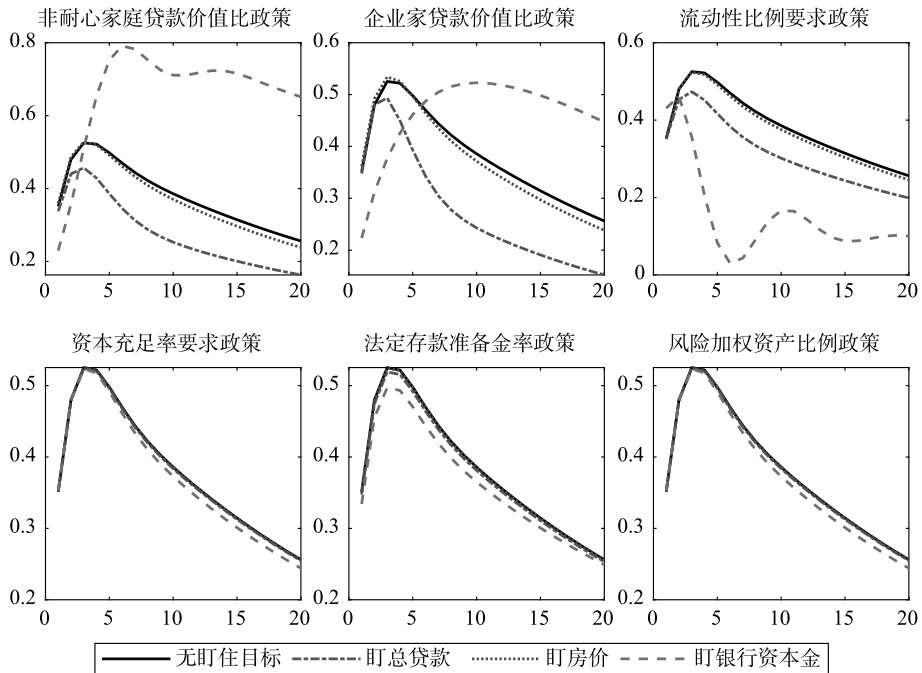 非耐心家庭贷款价值比政策 企业家贷款价值比政策 流动性比例要求政策
0.8 0.6 0.6
0.6 0.5 0.4
0.4 0.4 0.2
0.2 0.3 0
0.2
0 5 10 15 20 0 5 10 15 20 0 5 10 15 20
资本充足率要求政策 法定存款准备金率政策 风险加权资产比例政策
0.5 0.5 0.5
0.4 0.4 0.4
0.3 0.3 0.3
0.2 0.2 0.2
0 5 10 15 20 0 5 10 15 20 0 5 10 15 20
无盯住目标 盯总贷款 盯房价 盯银行资本金